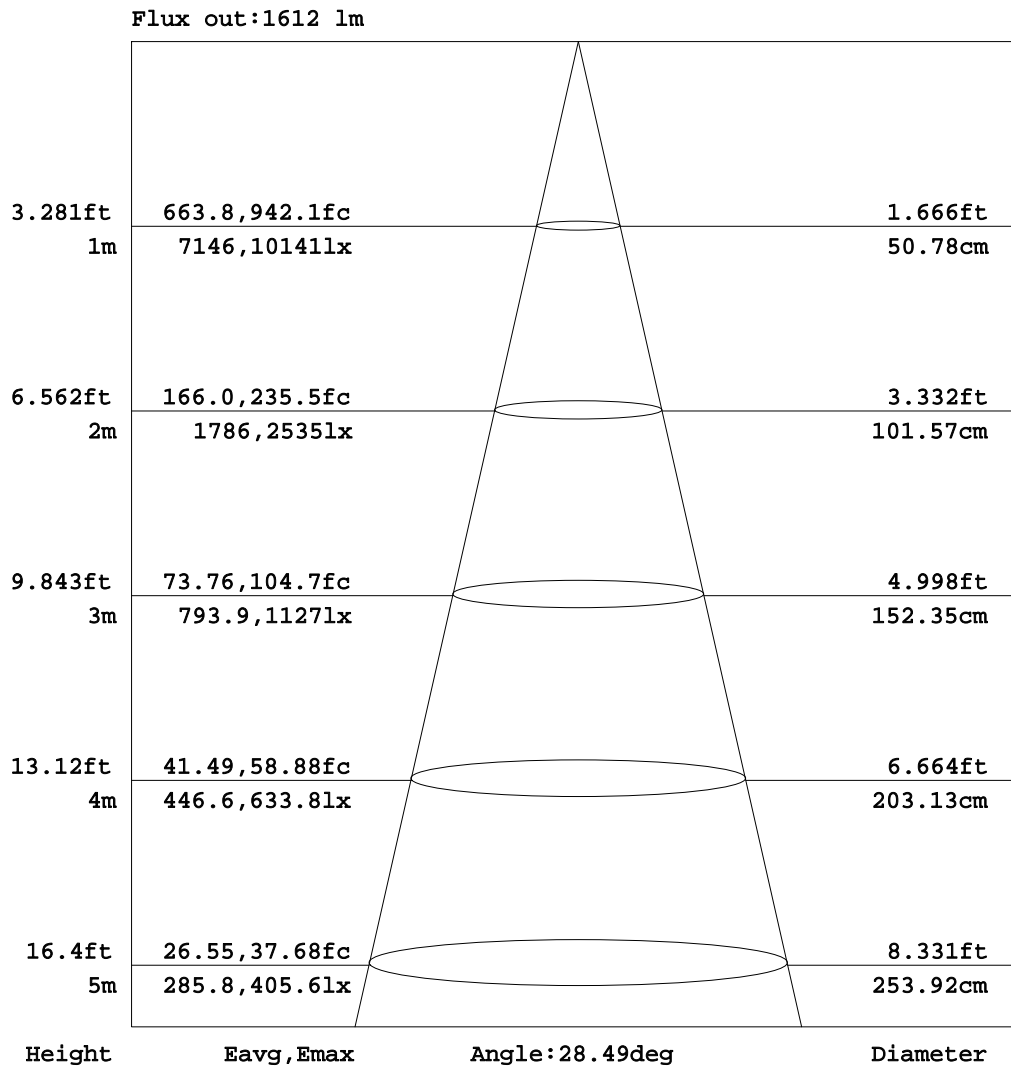 Flux out:1612 lm
3.281ft 663.8,942.1fc 1.666ft
1m 7146,10141lx 50.78cm
6.562ft 166.0,235.5fc 3.332ft
2m 1786,2535lx 101.57cm
9.843ft 73.76,104.7fc 4.998ft
3m 793.9,1127lx 152.35cm
13.12ft 41.49,58.88fc 6.664ft
4m 446.6,633.8lx 203.13cm
16.4ft 26.55,37.68fc 8.331ft
5m 285.8,405.6lx 253.92cm
Height Eavg,Emax Angle:28.49deg Diameter